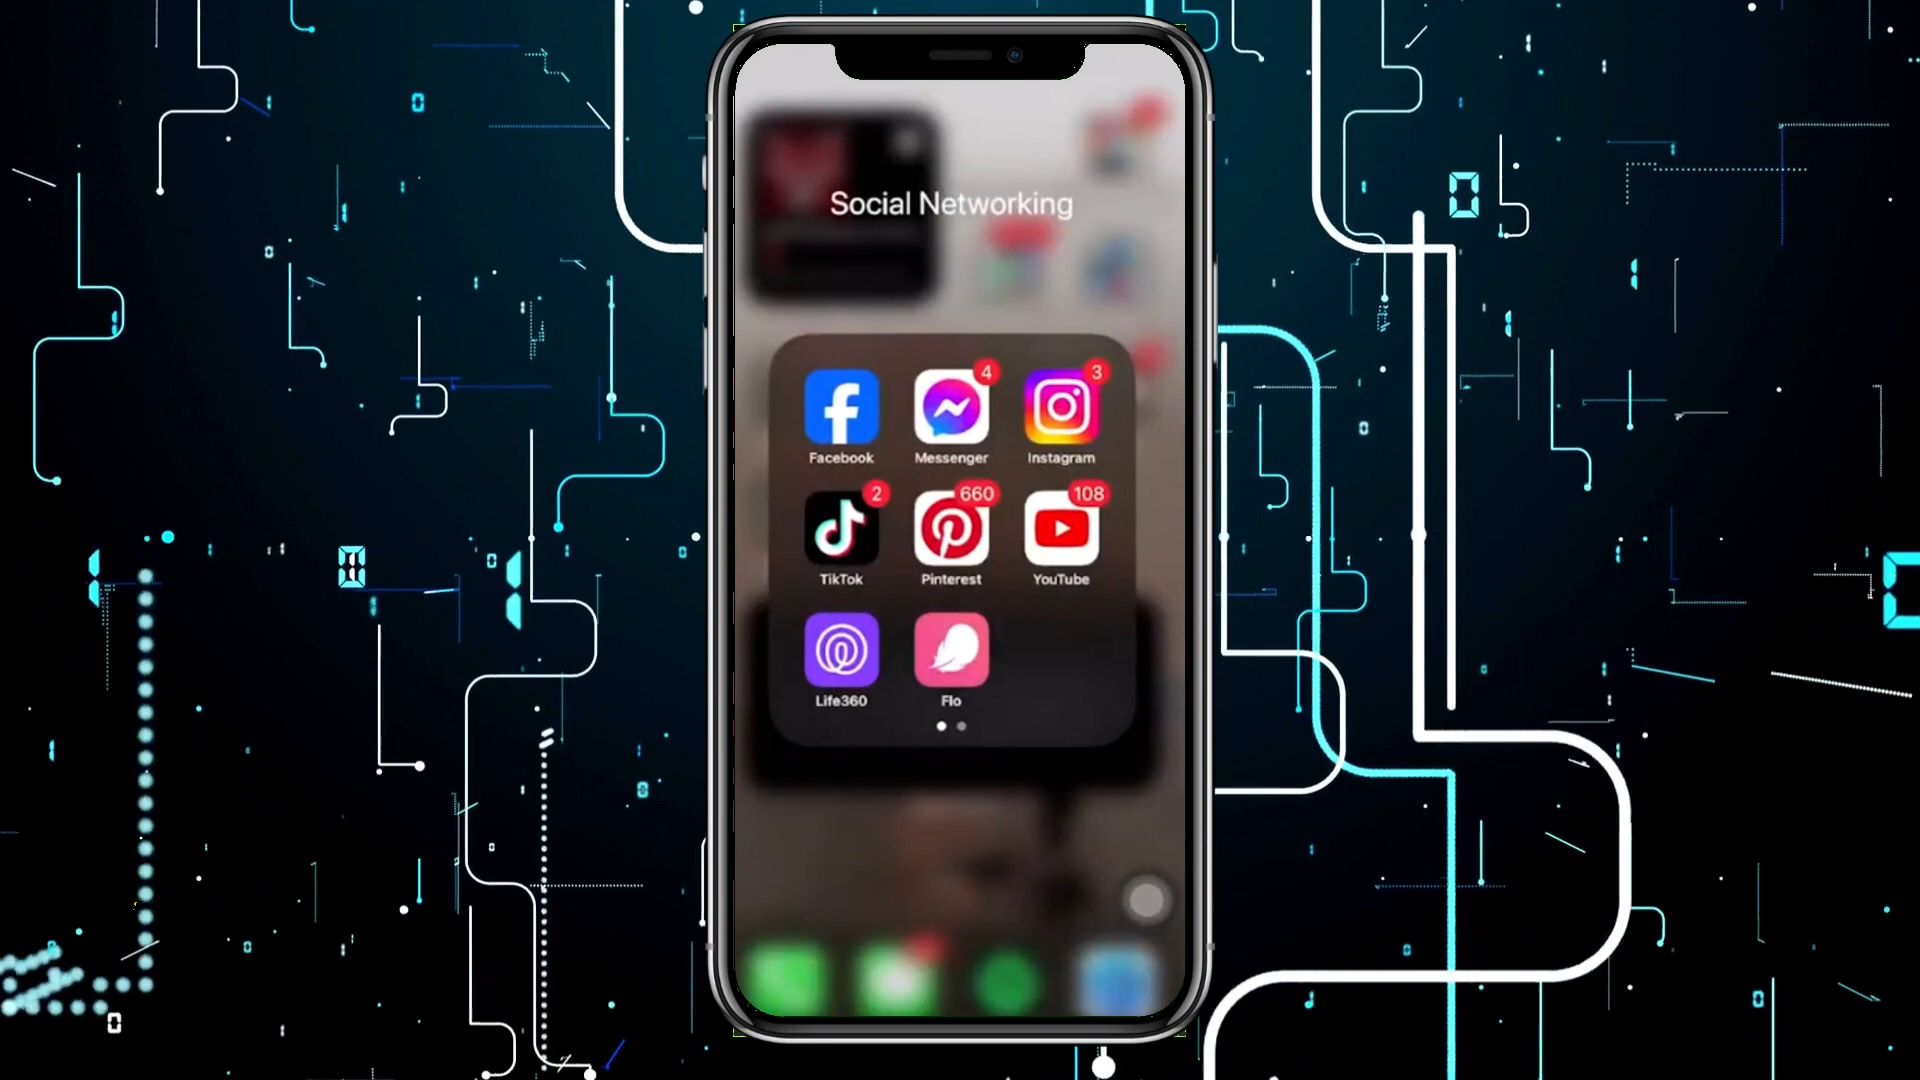 Social Networking
4
3
Facebook
Messenger
Instagram
2
660
108
TikTok
Pinterest
YouTube
Life360
Flo